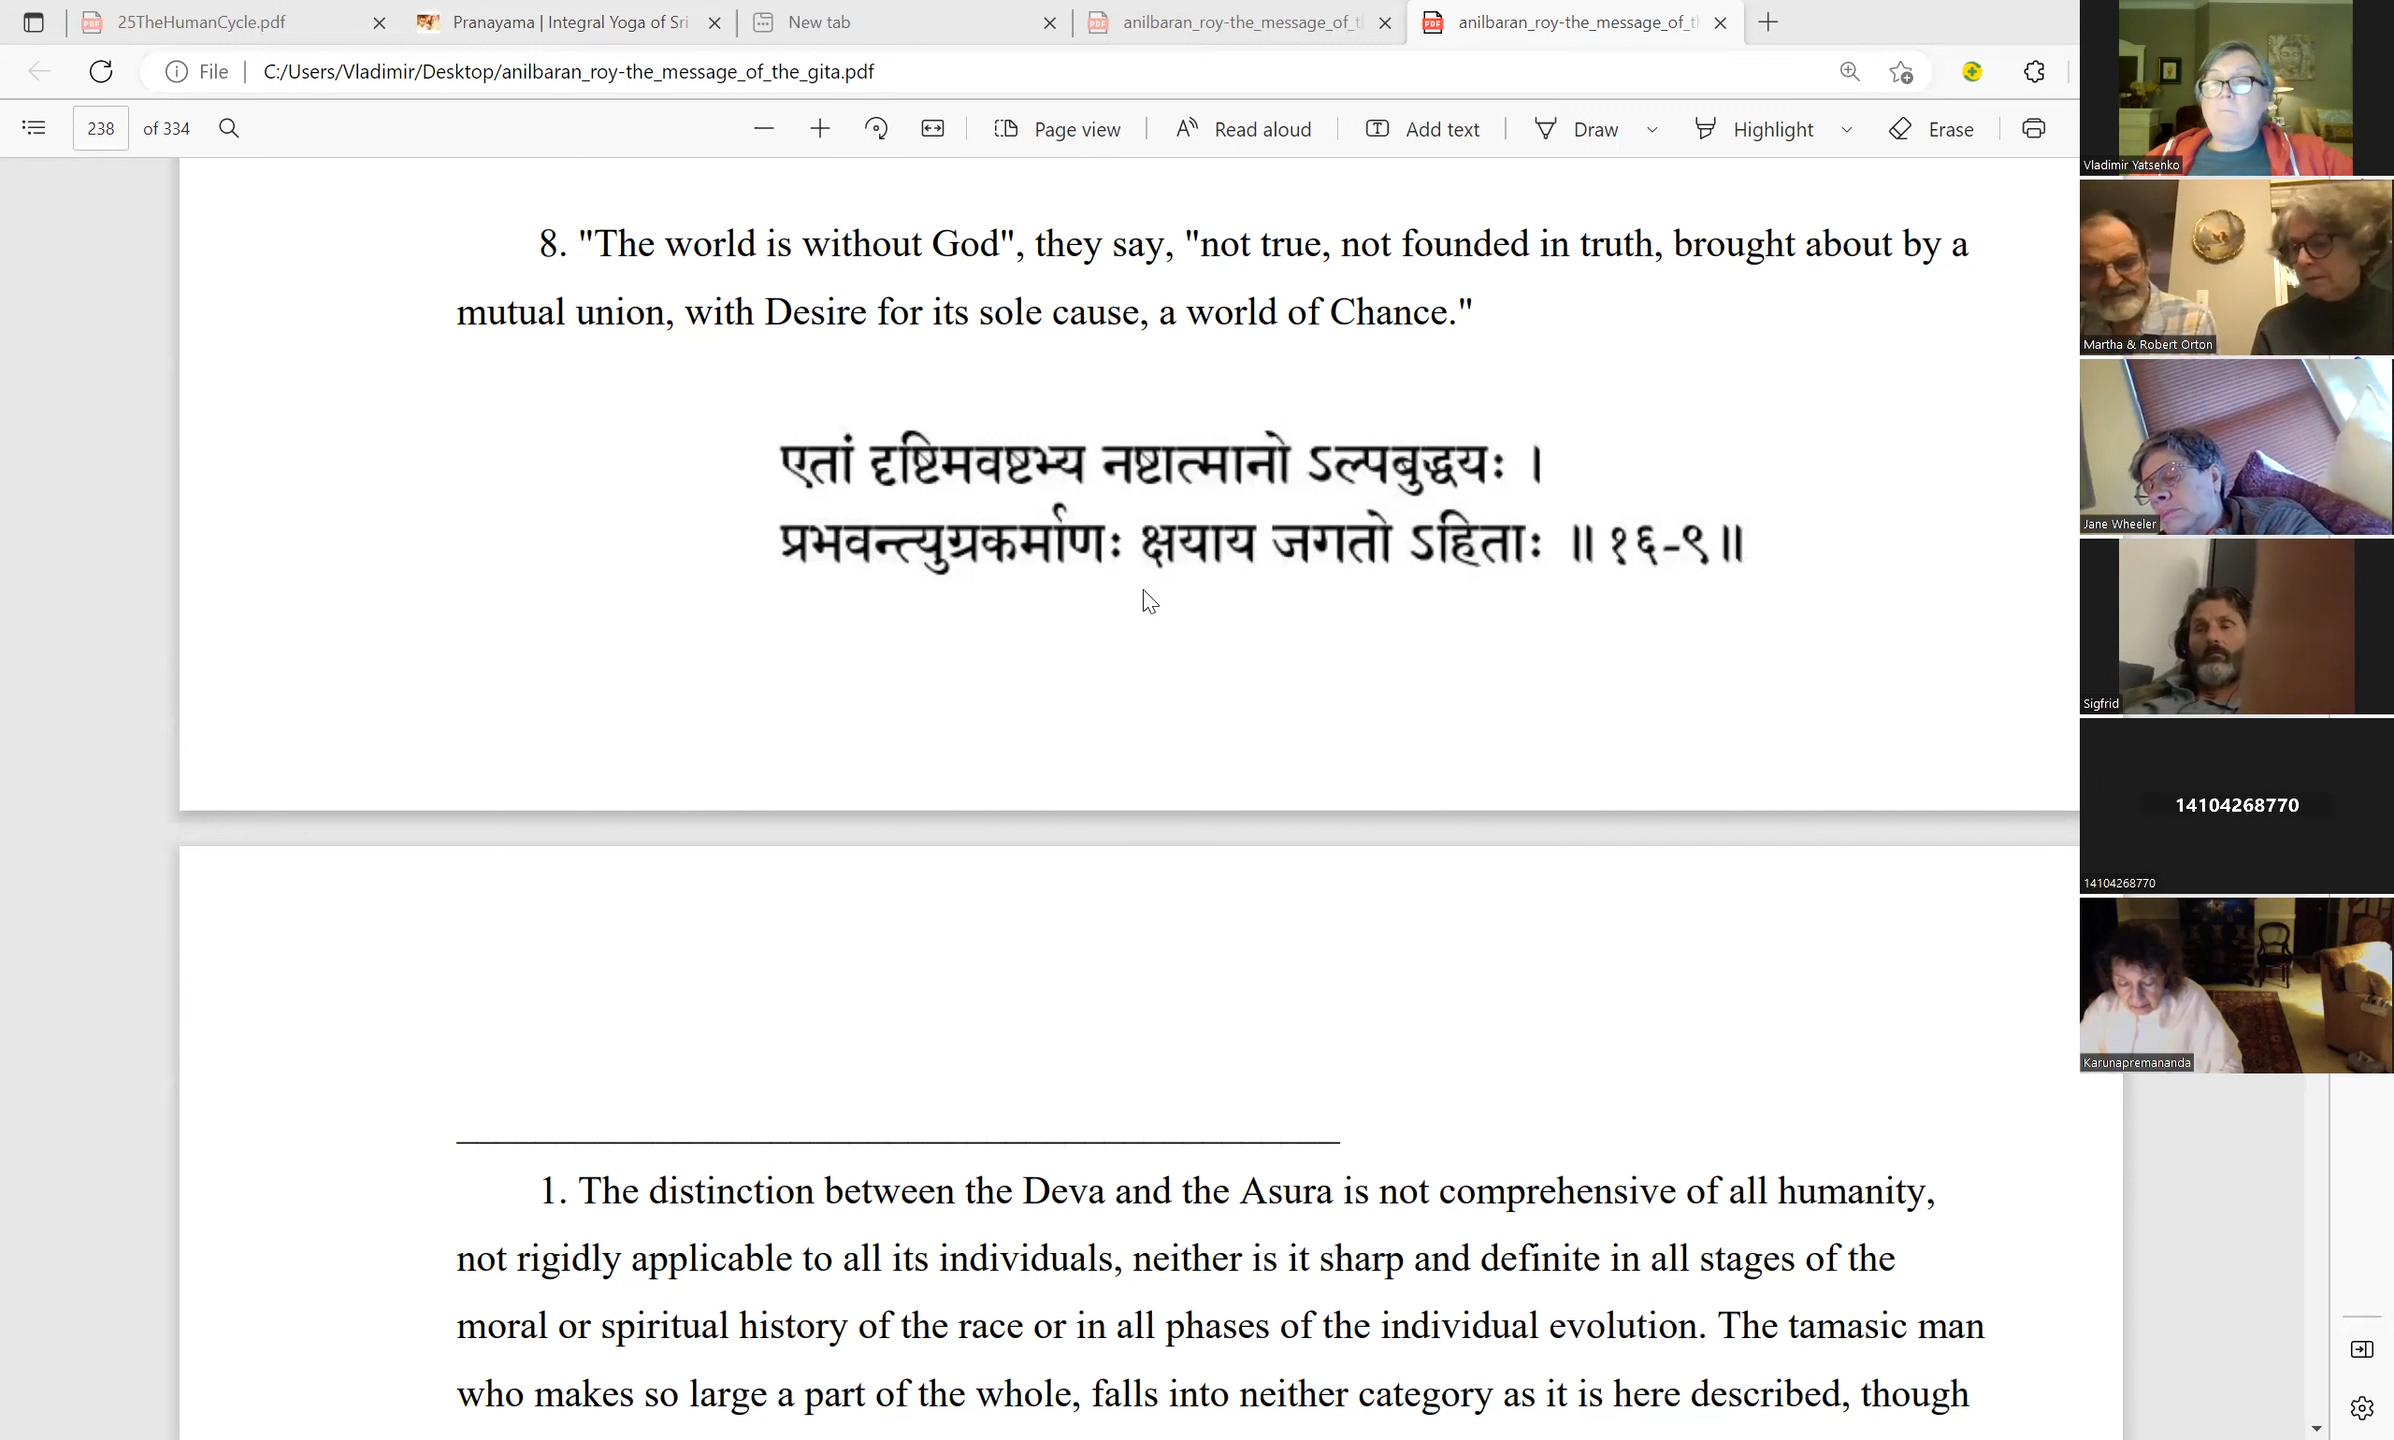 25TheHumanCycle.pdf
Pranayama | Integral Yoga of Sri
New tab
anilbaran_roy-the_message_of_t
anilbaran_roy-the_message_of_t
File
C:/Users/Vladimir/Desktop/anilbaran_roy-the_message_of_the_gita.pdf
238 of 334
Page view
Read aloud
Add text
Draw
Highlight
Erase
8. "The world is without God", they say, "not true, not founded in truth, brought about by a
mutual union, with Desire for its sole cause, a world of Chance."
एतां दृष्टिमवष्टभ्य नष्टात्मानो ऽल्पबुद्धयः ।
प्रभवन्त्युग्रकर्माणः क्षयाय जगतो ऽहिताः ॥ १६-९॥
1. The distinction between the Deva and the Asura is not comprehensive of all humanity,
not rigidly applicable to all its individuals, neither is it sharp and definite in all stages of the
moral or spiritual history of the race or in all phases of the individual evolution. The tamasic man
who makes so large a part of the whole, falls into neither category as it is here described, though
Vladimir Yatsenko
Martha & Robert Orton
Jane Wheeler
Sigfrid
14104268770
14104268770
Karunapremananda